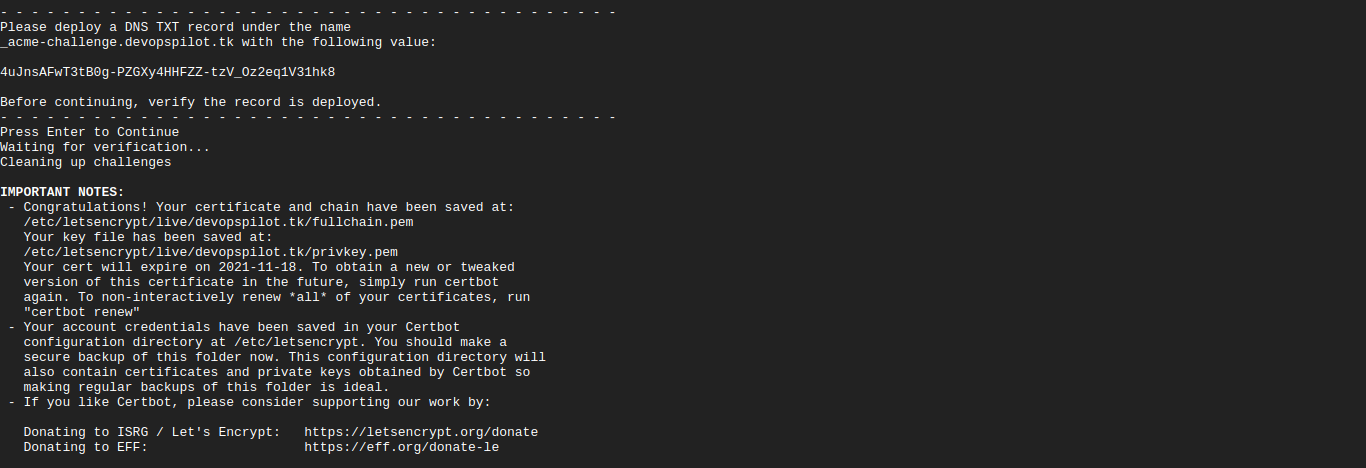 - - - - - - - - - - - - - - - - - - - - - - - - - - - - - - - - - - - - - - - -
Please deploy a DNS TXT record under the name
_acme-challenge.devopspilot.tk with the following value:

4uJnsAFwT3tB0g-PZGXy4HHFZZ-tzV_Oz2eq1V31hk8

Before continuing, verify the record is deployed.
- - - - - - - - - - - - - - - - - - - - - - - - - - - - - - - - - - - - - - - -
Press Enter to Continue
Waiting for verification...
Cleaning up challenges

IMPORTANT NOTES:
 - Congratulations! Your certificate and chain have been saved at:
   /etc/letsencrypt/live/devopspilot.tk/fullchain.pem
   Your key file has been saved at:
   /etc/letsencrypt/live/devopspilot.tk/privkey.pem
   Your cert will expire on 2021-11-18. To obtain a new or tweaked
   version of this certificate in the future, simply run certbot
   again. To non-interactively renew *all* of your certificates, run
   "certbot renew"
 - Your account credentials have been saved in your Certbot
   configuration directory at /etc/letsencrypt. You should make a
   secure backup of this folder now. This configuration directory will
   also contain certificates and private keys obtained by Certbot so
   making regular backups of this folder is ideal.
 - If you like Certbot, please consider supporting our work by:

   Donating to ISRG / Let's Encrypt:   https://letsencrypt.org/donate
   Donating to EFF:                    https://eff.org/donate-le